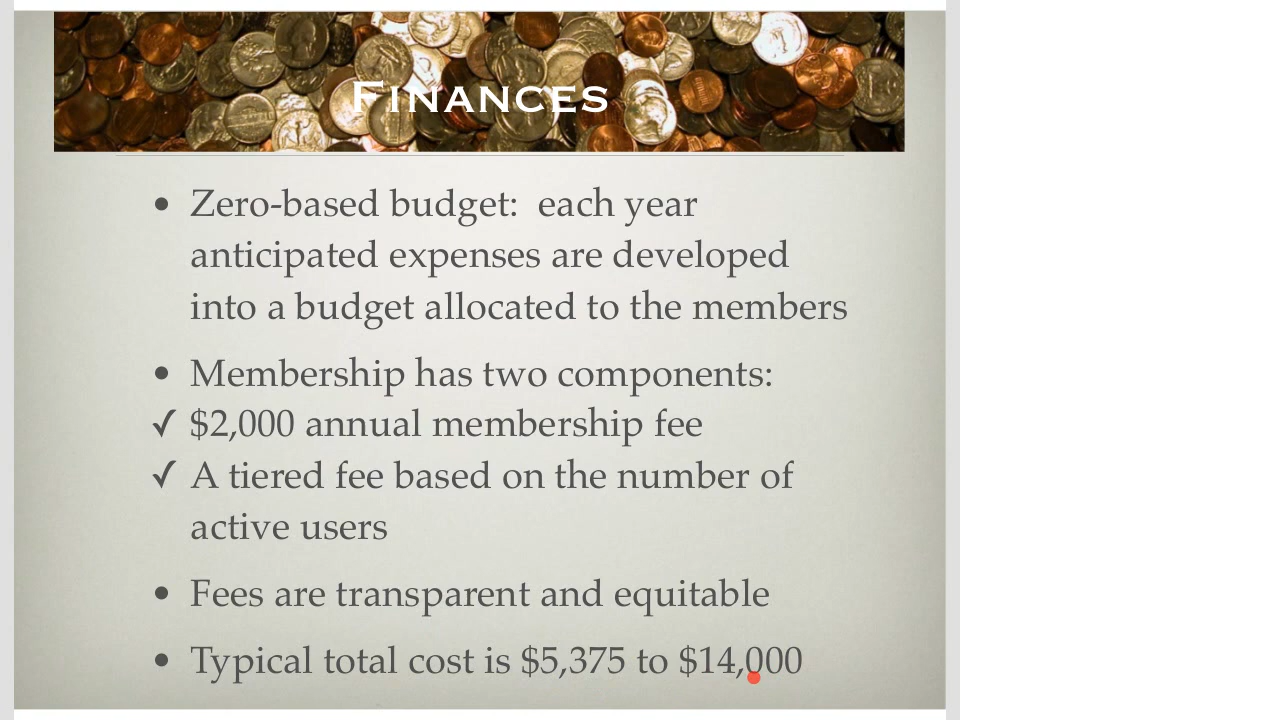 Finances
• Zero-based budget:  each year
anticipated expenses are developed
into a budget allocated to the members
• Membership has two components:
✓ $2,000 annual membership fee
✓ A tiered fee based on the number of
active users
• Fees are transparent and equitable
• Typical total cost is $5,375 to $14,000